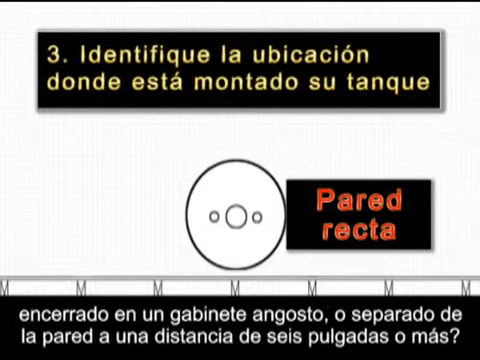 3. Identifique la ubicación
donde está montado su tanque
Pared
recta
encerrado en un gabinete angosto, o separado de
la pared a una distancia de seis pulgadas o más?